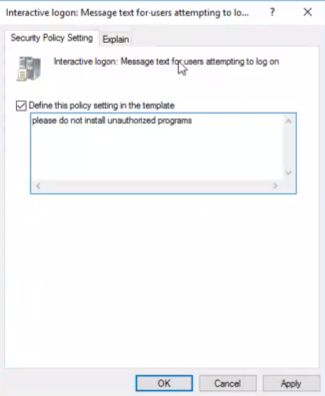 Interactive logon: Message text for users attempting to lo... ? ×
Security Policy Setting Explain
Interactive logon: Message text for users attempting to log on
Define this policy setting in the template
please do not install unauthorized programs
OK Cancel Apply